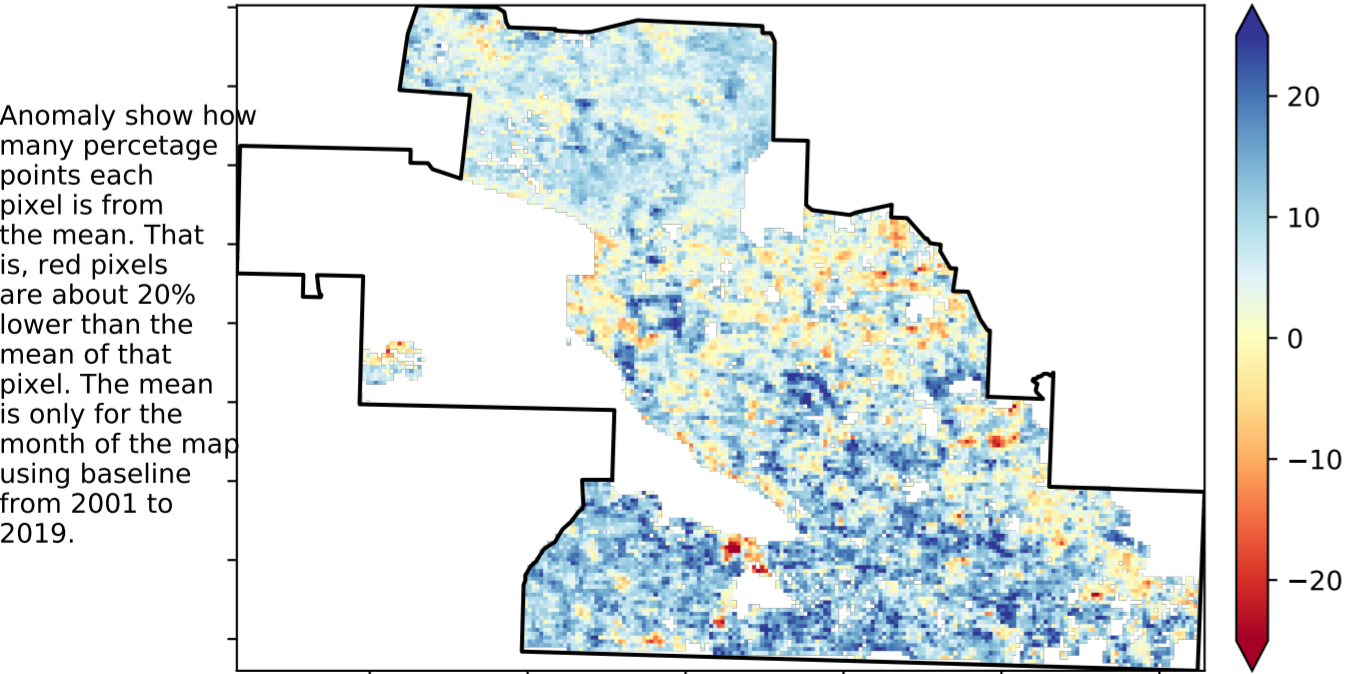 Anomaly show how
many percetage
points each
pixel is from
the mean. That
is, red pixels
are about 20%
lower than the
mean of that
pixel. The mean
is only for the
month of the map
using baseline
from 2001 to
2019.
20
10
0
−10
−20